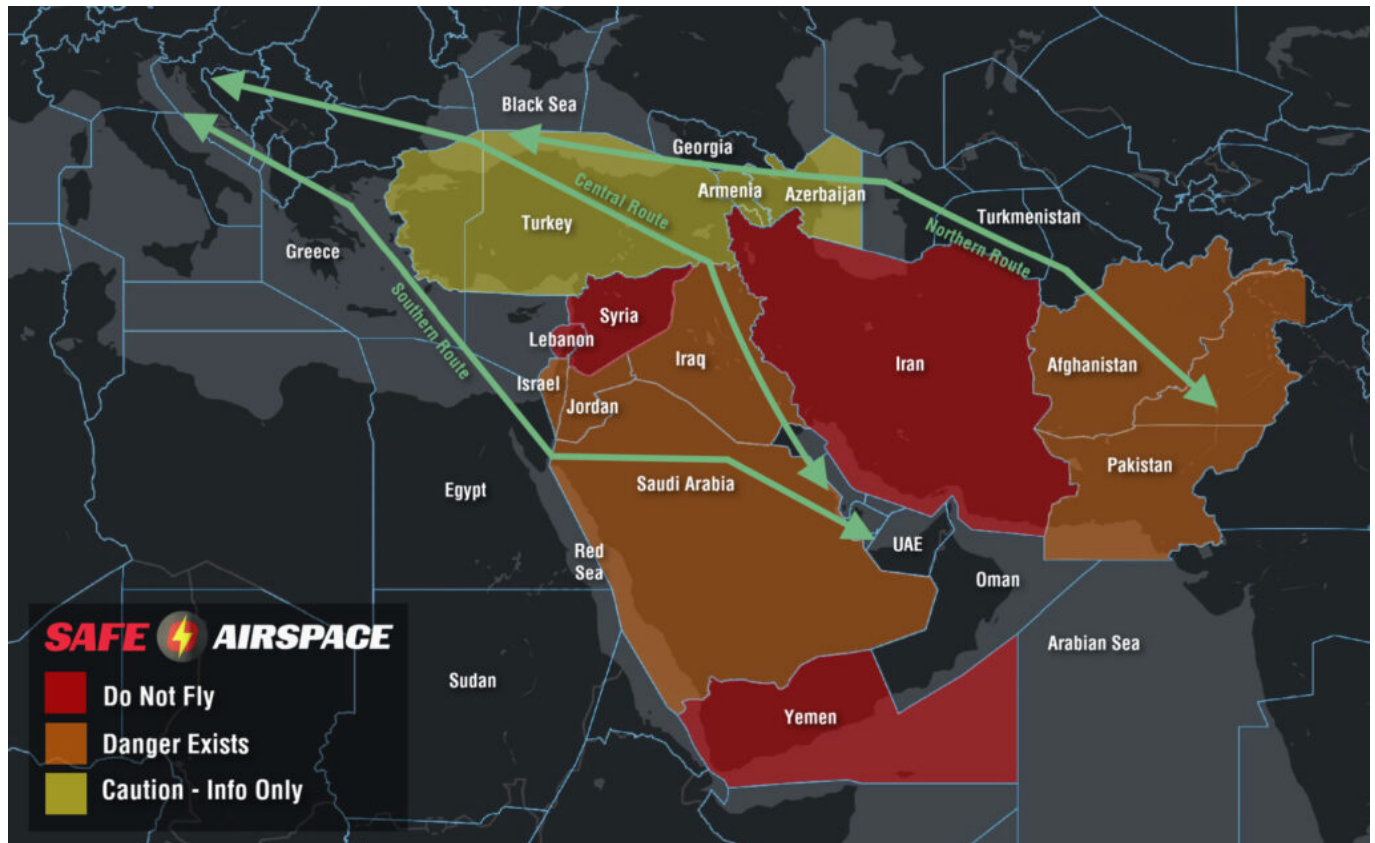 Black Sea
Georgia
Armenia
Azerbaijan
Turkmenistan
Central Route
Northern Route
Turkey
Greece
Southern Route
Syria
Lebanon
Iraq
Iran
Afghanistan
Israel
Jordan
Pakistan
Saudi Arabia
Egypt
UAE
Red
Sea
Oman
Arabian Sea
Sudan
Yemen
SAFE AIRSPACE
Do Not Fly
Danger Exists
Caution - Info Only